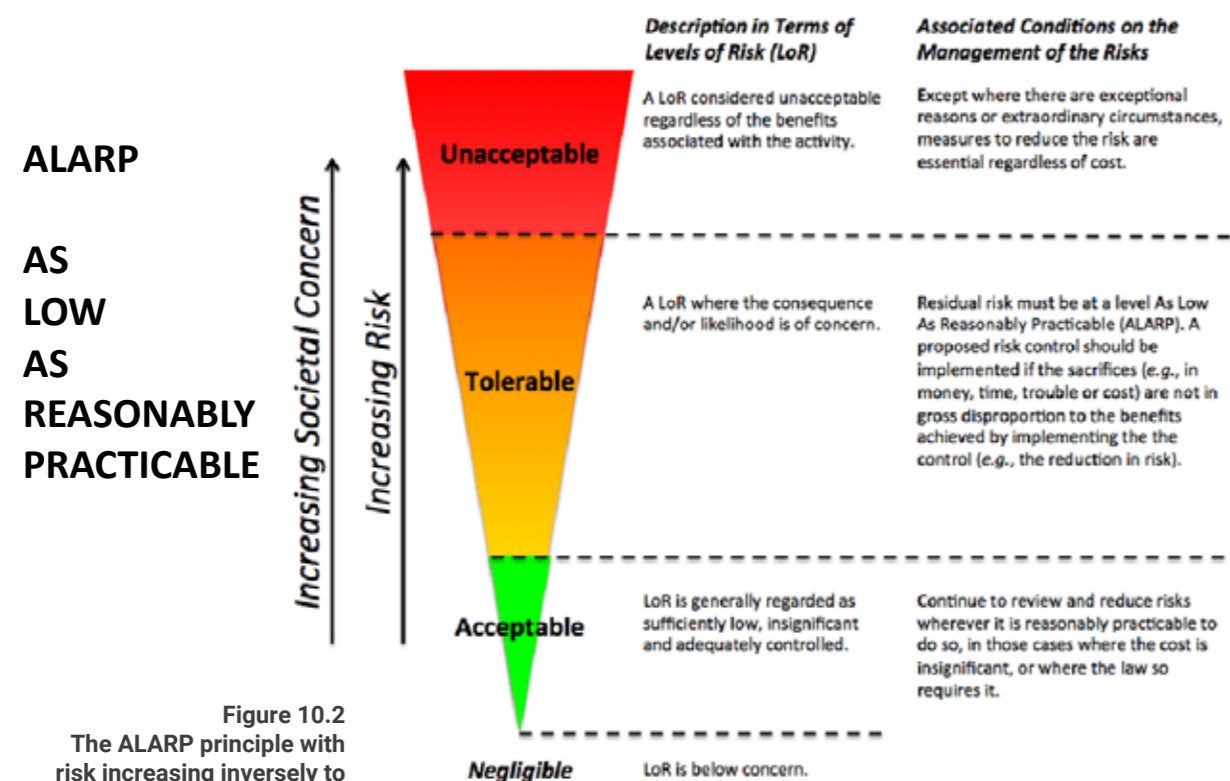 ALARP
AS
LOW
AS
REASONABLY
PRACTICABLE
Increasing Societal Concern
Increasing Risk
Unacceptable
Tolerable
Acceptable
Negligible
Description in Terms of
Levels of Risk (LoR)
A LoR considered unacceptable
regardless of the benefits
associated with the activity.
A LoR where the consequence
and/or likelihood is of concern.
LoR is generally regarded as
sufficiently low, insignificant
and adequately controlled.
LoR is below concern.
Associated Conditions on the
Management of the Risks
Except where there are exceptional
reasons or extraordinary circumstances,
measures to reduce the risk are
essential regardless of cost.
Residual risk must be at a level As Low
As Reasonably Practicable (ALARP). A
proposed risk control should be
implemented if the sacrifices (e.g., in
money, time, trouble or cost) are not in
gross disproportion to the benefits
achieved by implementing the the
control (e.g., the reduction in risk).
Continue to review and reduce risks
wherever it is reasonably practicable to
do so, in those cases where the cost is
insignificant, or where the law so
requires it.
Figure 10.2
The ALARP principle with
risk increasing inversely to